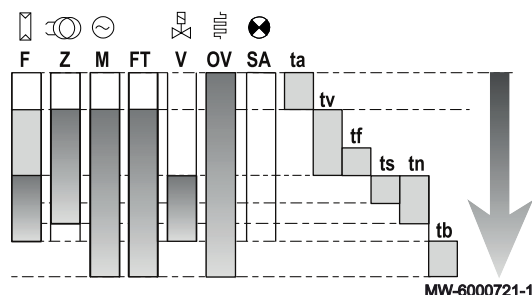 F Z M FT V OV SA ta
tv
tf
ts tn
tb
MW-6000721-1